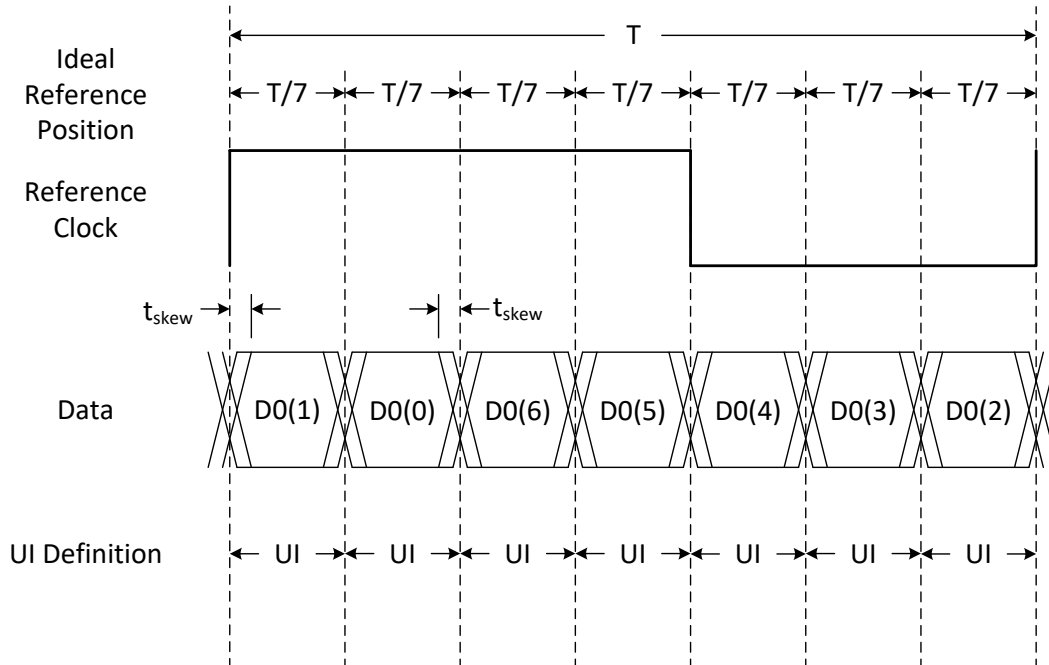 T
Ideal
Reference
Position
T/7 T/7 T/7 T/7 T/7 T/7 T/7
Reference
Clock
tskew tskew
Data
D0(1) D0(0) D0(6) D0(5) D0(4) D0(3) D0(2)
UI Definition
UI UI UI UI UI UI UI